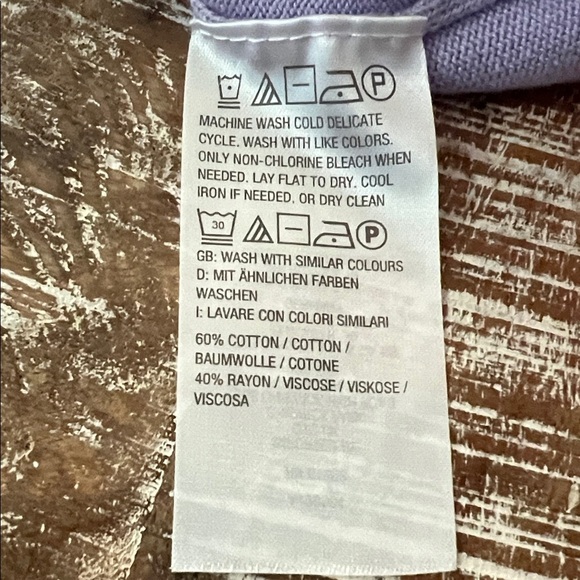 P
MACHINE WASH COLD DELICATE
CYCLE. WASH WITH LIKE COLORS.
ONLY NON-CHLORINE BLEACH WHEN
NEEDED. LAY FLAT TO DRY. COOL
IRON IF NEEDED. OR DRY CLEAN
30 P
GB: WASH WITH SIMILAR COLOURS
D: MIT ÄHNLICHEN FARBEN
WASCHEN
I: LAVARE CON COLORI SIMILARI
60% COTTON / COTTON /
BAUMWOLLE / COTONE
40% RAYON / VISCOSE / VISKOSE /
VISCOSA